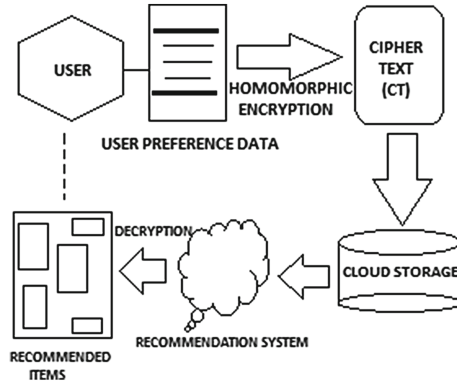 USER
CIPHER
TEXT
(CT)
HOMOMORPHIC
ENCRYPTION
USER PREFERENCE DATA
DECRYPTION
CLOUD STORAGE
RECOMMENDATION SYSTEM
RECOMMENDED
ITEMS